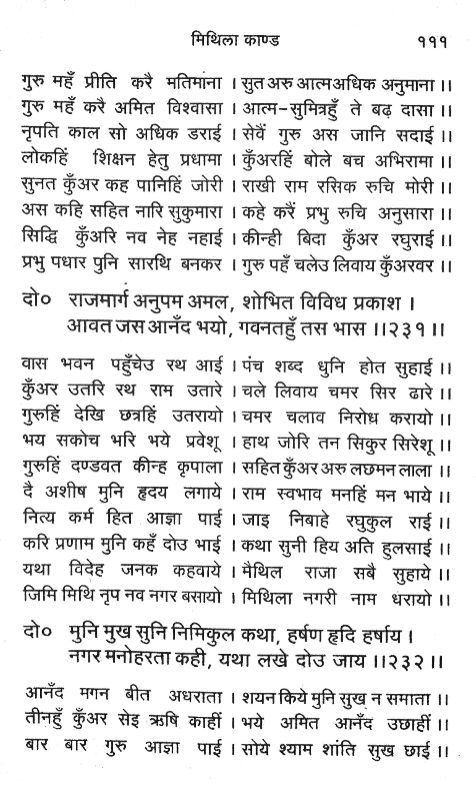 मिथिला काण्ड १११
गुरु महँ प्रीति करै मतिमाना । सुत अरु आत्मअधिक अनुमाना ।।
गुरु महँ करै अमित विश्वासा । आत्म-सुमित्रहुँ ते बढ़ दासा ।।
नृपति काल सो अधिक डराई । सेवैं गुरु अस जानि सदाई ।।
लोकहिं शिक्षन हेतु प्रधामा । कुँअरहिं बोले बच अभिरामा ।।
सुनत कुँअर कह पानिहिं जोरी । राखी राम रसिक रुचि मोरी ।।
अस कहि सहित नारि सुकुमारा । कहे करैं प्रभु रुचि अनुसारा ।।
सिद्धि कुँअरि नव नेह नहाई । कीन्ही बिदा कुँअर रघुराई ।।
प्रभु पधार पुनि सारथि बनकर । गुरु पहँ चलेउ लिवाय कुँअरवर ।।
दो० राजमार्ग अनुपम अमल, शोभित विविध प्रकाश ।
आवत जस आनँद भयो, गवनतहुँ तस भास ।।२३१।।
वास भवन पहुँचेउ रथ आई । पंच शब्द धुनि होत सुहाई ।।
कुँअर उतरि रथ राम उतारे । चले लिवाय चमर सिर ढारे ।।
गुरुहिं देखि छत्रहिं उतरायो । चमर चलाव निरोध करायो ।।
भय सकोच भरि भये प्रवेशू । हाथ जोरि तन सिकुर सिरेशू ।।
गुरुहिं दण्डवत कीन्ह कृपाला । सहित कुँअर अरु लछमन लाला ।।
दै अशीष मुनि हृदय लगाये । राम स्वभाव मनहिं मन भाये ।।
नित्य कर्म हित आज्ञा पाई । जाइ निबाहे रघुकुल राई ।।
करि प्रणाम मुनि कहँ दोउ भाई । कथा सुनी हिय अति हुलसाई ।।
यथा विदेह जनक कहवाये । मैथिल राजा सबै सुहाये ।।
जिमि मिथि नृप नव नगर बसायो । मिथिला नगरी नाम धरायो ।।
दो० मुनि मुख सुनि निमिकुल कथा, हर्षण हृदि हर्षाय ।
नगर मनोहरता कही, यथा लखे दोउ जाय ।।२३२।।
आनँद मगन बीत अधराता । शयन किये मुनि सुख न समाता ।।
तीनहुँ कुँअर सेइ ऋषि काहीं । भये अमित आनँद उछाहीं ।।
बार बार गुरु आज्ञा पाई । सोये श्याम शांति सुख छाई ।।